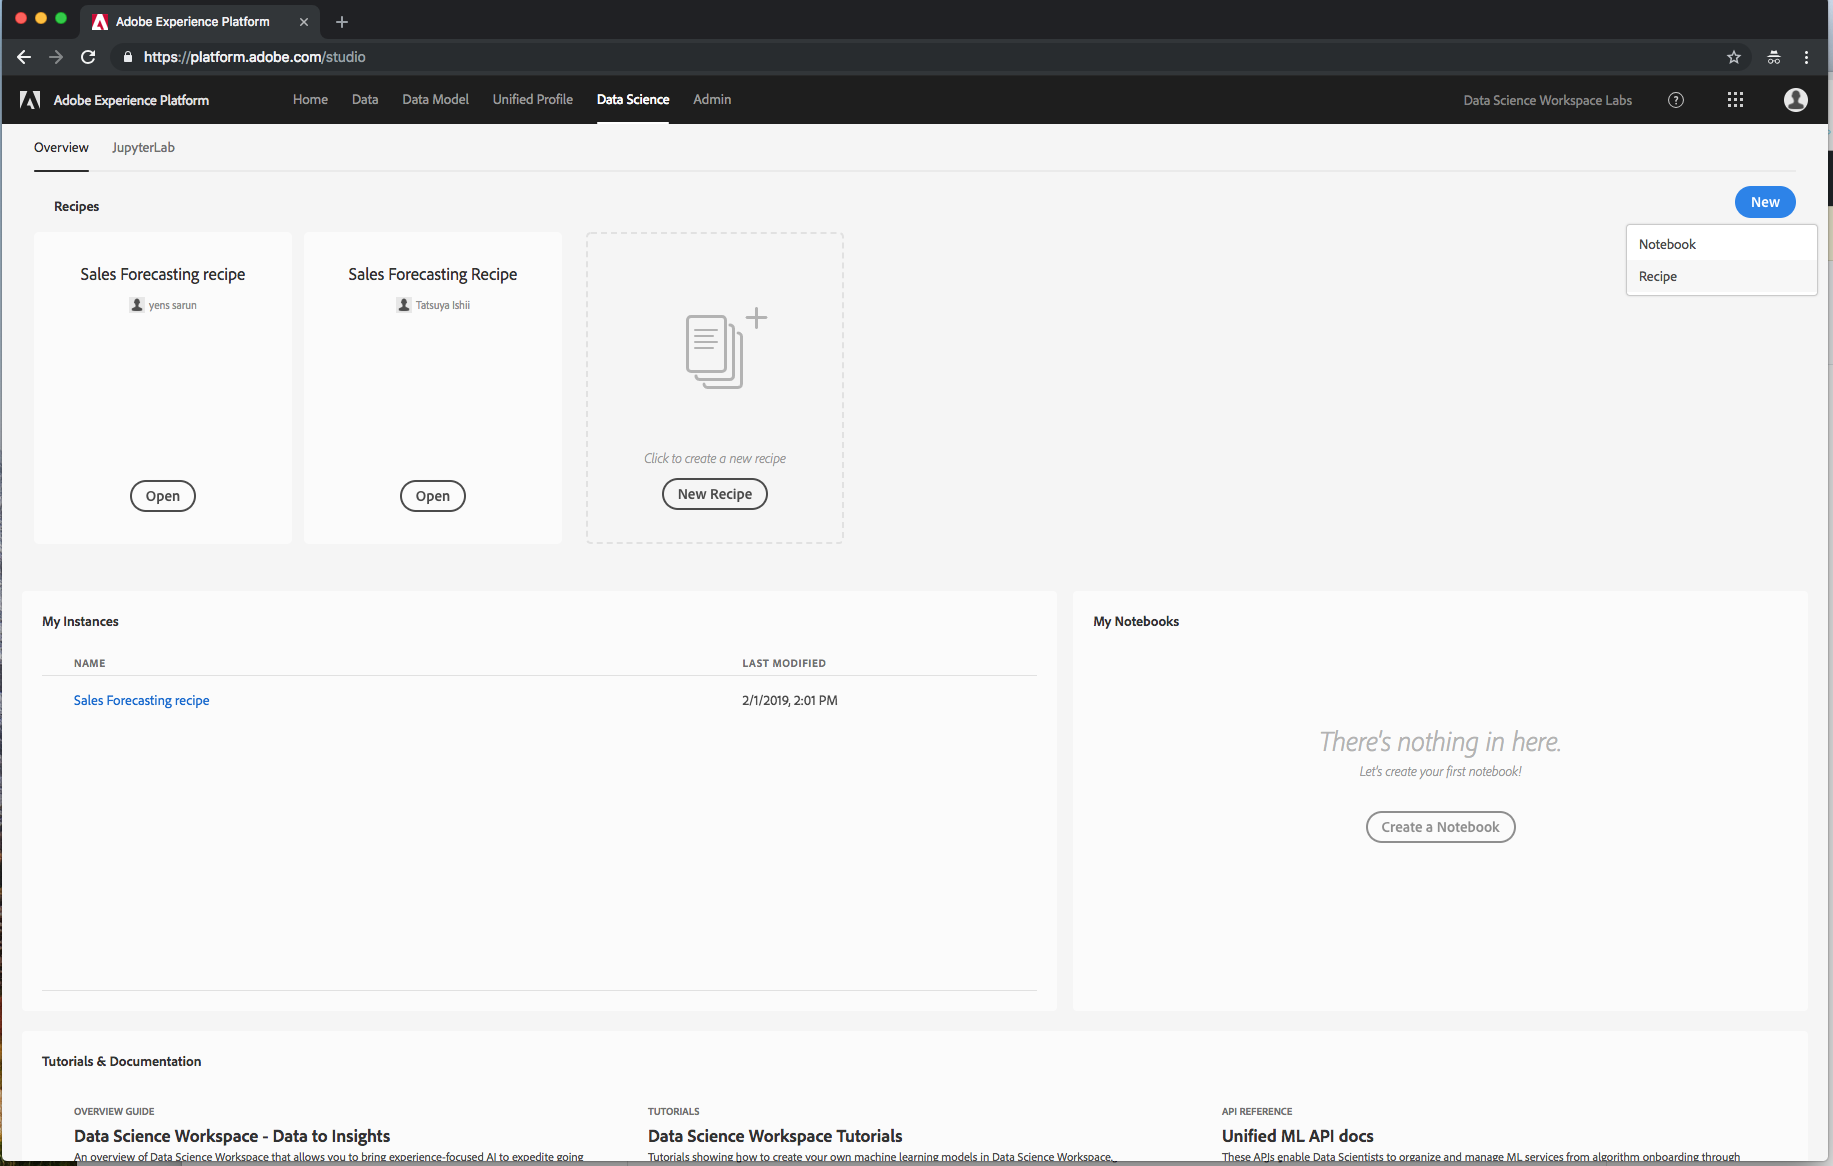 Adobe Experience Platform
https://platform.adobe.com/studio
Adobe Experience Platform Home Data Data Model Unified Profile Data Science Admin Data Science Workspace Labs ?
Overview JupyterLab
Recipes New
Notebook
Recipe
Sales Forecasting recipe
yens sarun
Open
Sales Forecasting Recipe
Tatsuya Ishii
Open
Click to create a new recipe
New Recipe
My Instances
NAME LAST MODIFIED
Sales Forecasting recipe 2/1/2019, 2:01 PM
My Notebooks
There's nothing in here.
Let's create your first notebook!
Create a Notebook
Tutorials & Documentation
OVERVIEW GUIDE
Data Science Workspace - Data to Insights
An overview of Data Science Workspace that allows you to bring experience-focused AI to expedite going
TUTORIALS
Data Science Workspace Tutorials
Tutorials showing how to create your own machine learning models in Data Science Workspace.
API REFERENCE
Unified ML API docs
These APIs enable Data Scientists to organize and manage ML services from algorithm onboarding through